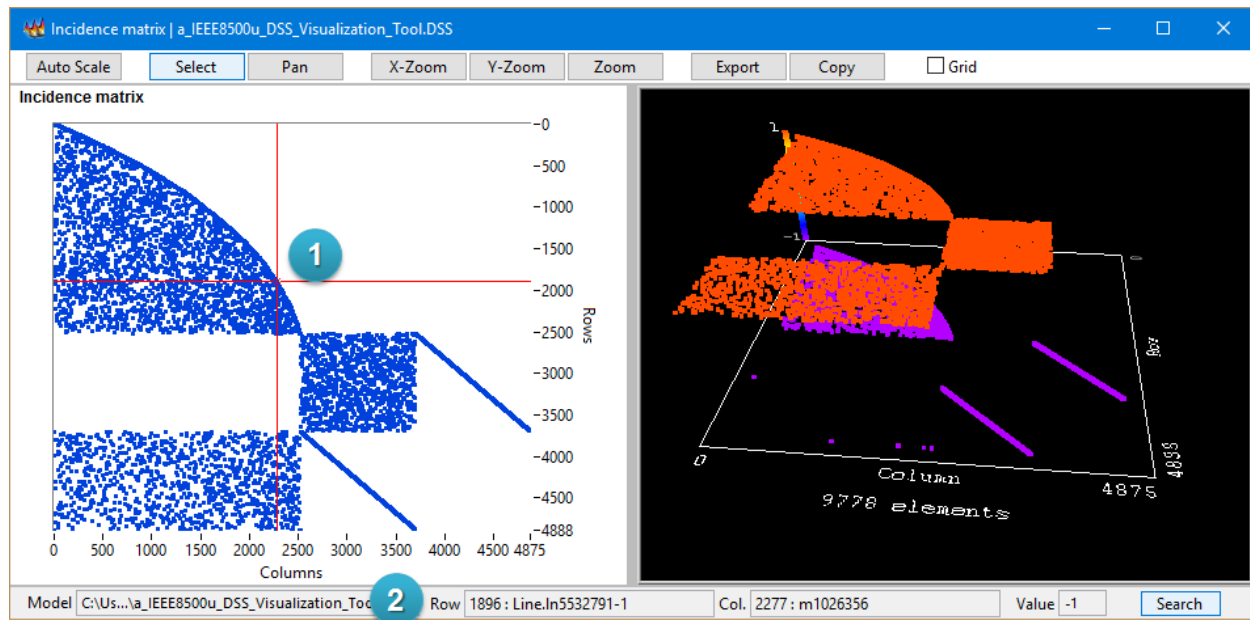 Incidence matrix | a_IEEE8500u_DSS_Visualization_Tool.DSS
Auto Scale Select Pan X-Zoom Y-Zoom Zoom Export Copy Grid
Incidence matrix
0
500
1000
1500
2000
2500
3000
3500
4000
4500
4888
Rows
0 500 1000 1500 2000 2500 3000 3500 4000 4500 4875
Columns
1
1
-1
0
Row
4888
0
Column
4875
9778 elements
Model C:\Us...\a_IEEE8500u_DSS_Visualization_Too 2 Row 1896 : Line.ln5532791-1 Col. 2277 : m1026356 Value -1 Search